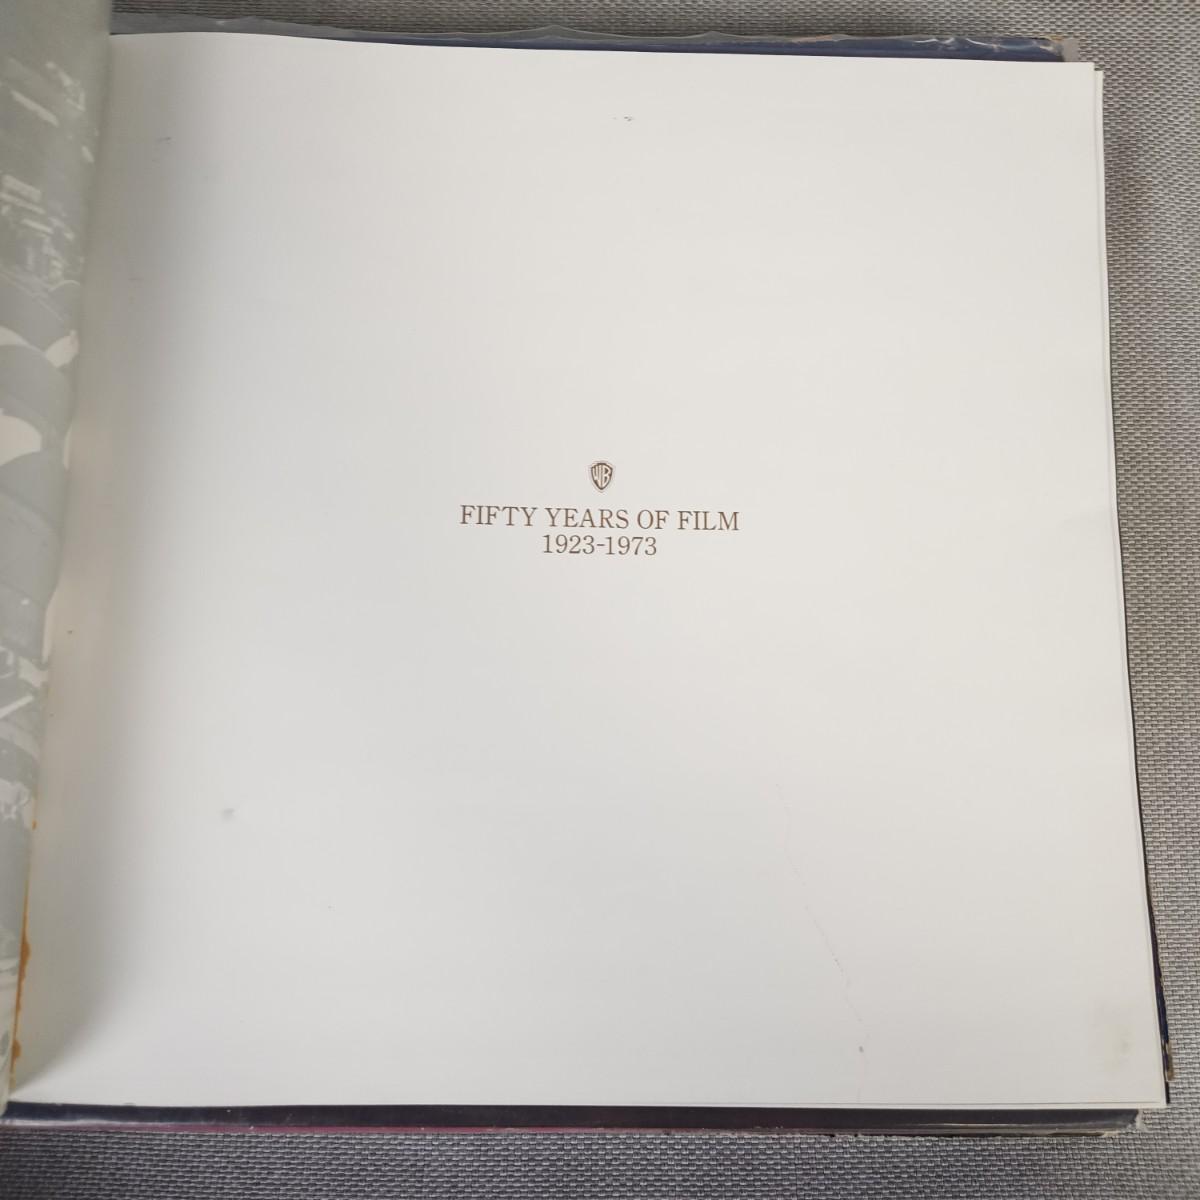 WB
FIFTY YEARS OF FILM
1923-1973